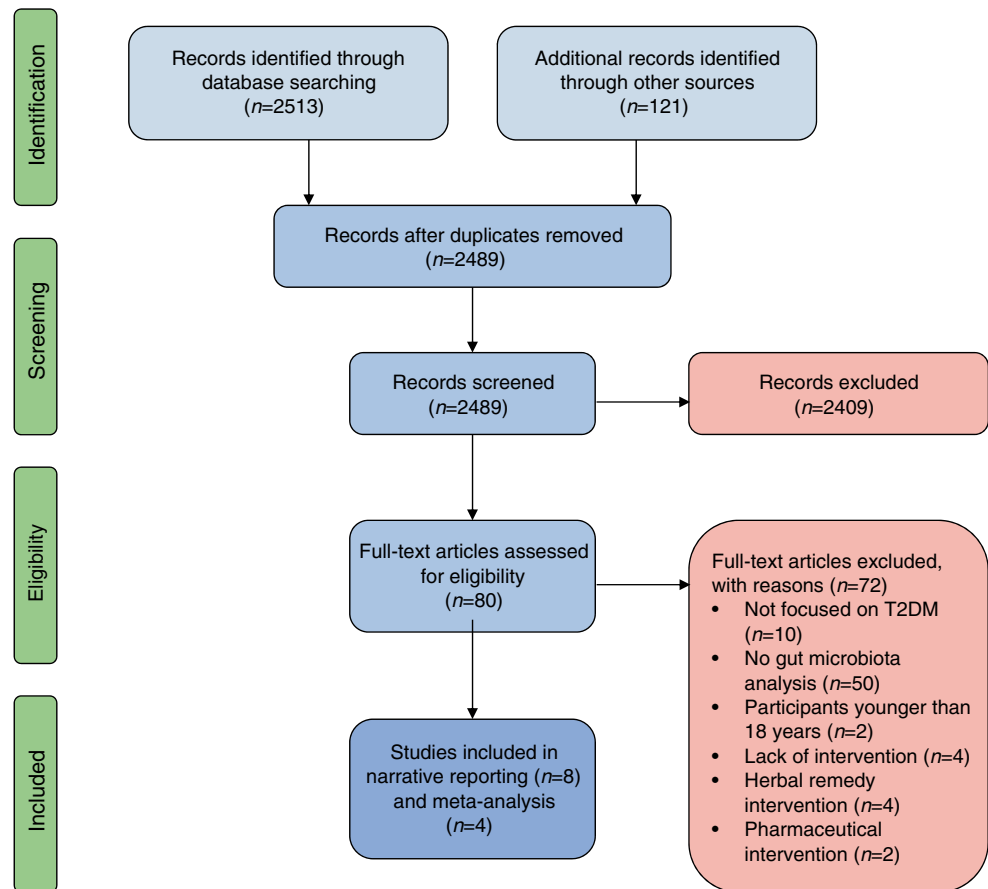 Identification
Records identified through
database searching
(n=2513)
Additional records identified
through other sources
(n=121)
Records after duplicates removed
(n=2489)
Screening
Records screened
(n=2489)
Records excluded
(n=2409)
Eligibility
Full-text articles assessed
for eligibility
(n=80)
Full-text articles excluded,
with reasons (n=72)
• Not focused on T2DM
(n=10)
• No gut microbiota
analysis (n=50)
• Participants younger than
18 years (n=2)
• Lack of intervention (n=4)
• Herbal remedy
intervention (n=4)
• Pharmaceutical
intervention (n=2)
Included
Studies included in
narrative reporting (n=8)
and meta-analysis
(n=4)